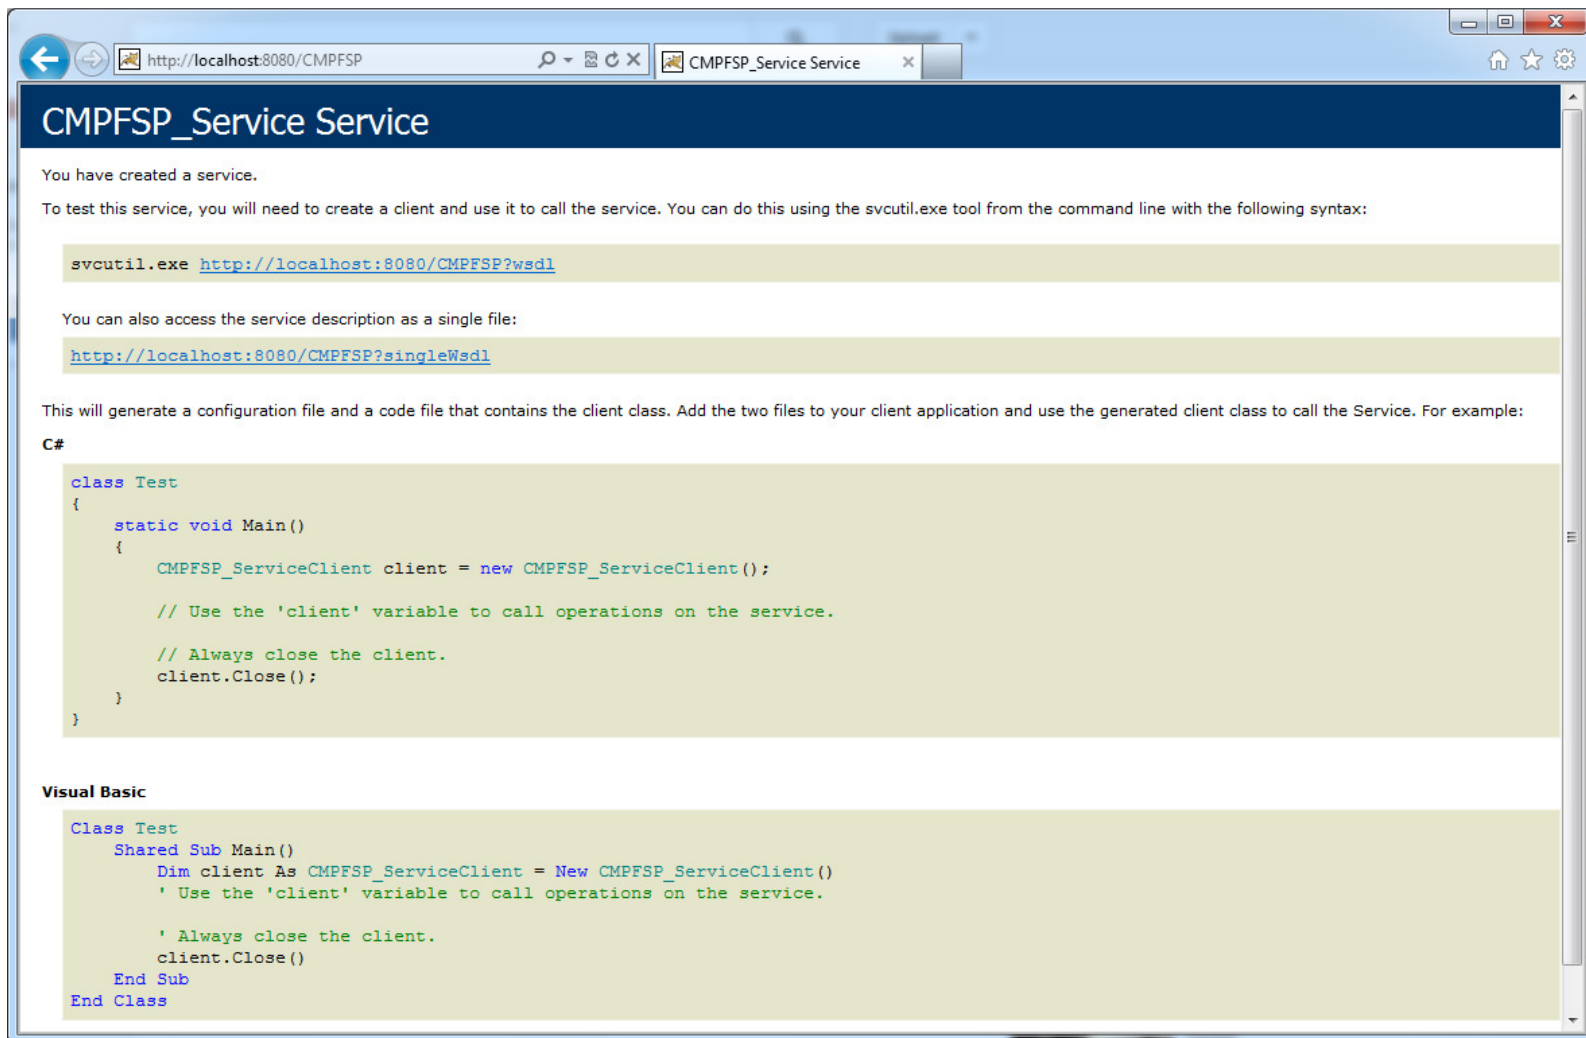 http://localhost:8080/CMPFSP
CMPFSP_Service Service
CMPFSP_Service Service
You have created a service.
To test this service, you will need to create a client and use it to call the service. You can do this using the svcutil.exe tool from the command line with the following syntax:
svcutil.exe http://localhost:8080/CMPFSP?wsdl
You can also access the service description as a single file:
http://localhost:8080/CMPFSP?singleWsdl
This will generate a configuration file and a code file that contains the client class. Add the two files to your client application and use the generated client class to call the Service. For example:
C#
class Test
{
static void Main()
{
CMPFSP_ServiceClient client = new CMPFSP_ServiceClient();
// Use the 'client' variable to call operations on the service.
// Always close the client.
client.Close();
}
}
Visual Basic
Class Test
Shared Sub Main()
Dim client As CMPFSP_ServiceClient = New CMPFSP_ServiceClient()
' Use the 'client' variable to call operations on the service.
' Always close the client.
client.Close()
End Sub
End Class